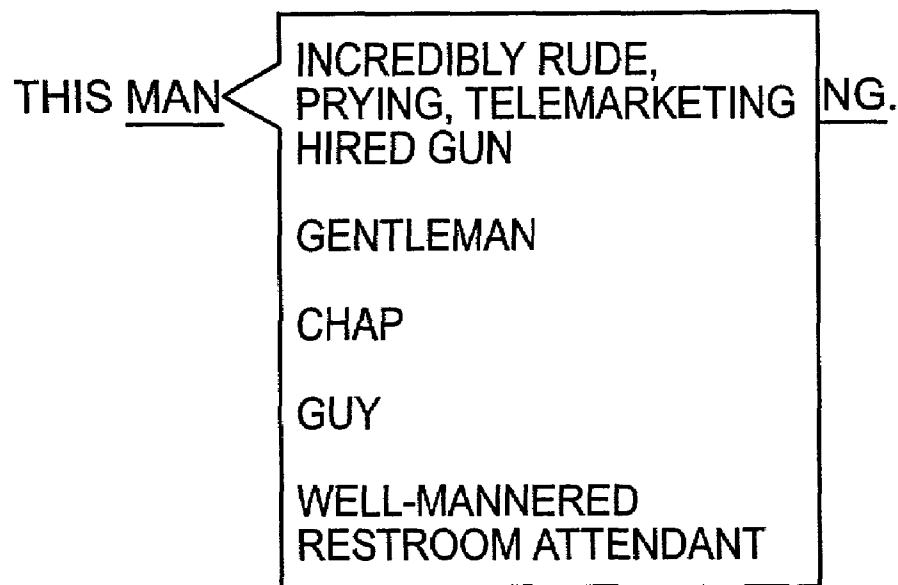 INCREDIBLY RUDE,
THIS MAN PRYING, TELEMARKETING NG.
HIRED GUN
GENTLEMAN
CHAP
GUY
WELL-MANNERED
RESTROOM ATTENDANT